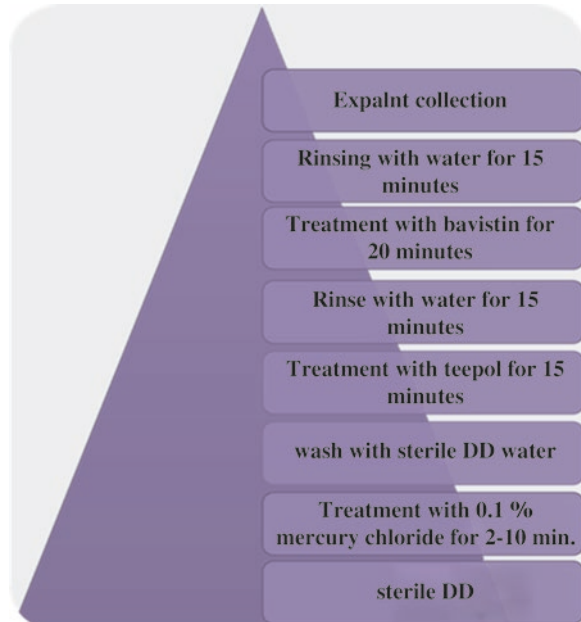 Expalnt collection
Rinsing with water for 15
minutes
Treatment with bavistin for
20 minutes
Rinse with water for 15
minutes
Treatment with teepol for 15
minutes
wash with sterile DD water
Treatment with 0.1 %
mercury chloride for 2-10 min.
sterile DD